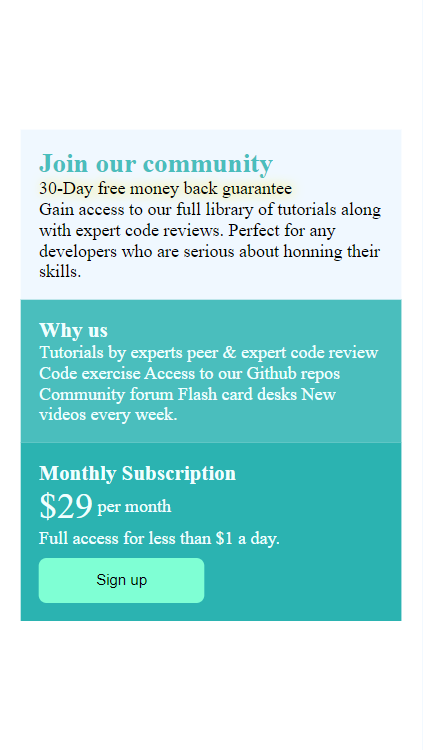 Join our community
30-Day free money back guarantee
Gain access to our full library of tutorials along
with expert code reviews. Perfect for any
developers who are serious about honning their
skills.
Why us
Tutorials by experts peer & expert code review
Code exercise Access to our Github repos
Community forum Flash card desks New
videos every week.
Monthly Subscription
$29 per month
Full access for less than $1 a day.
Sign up